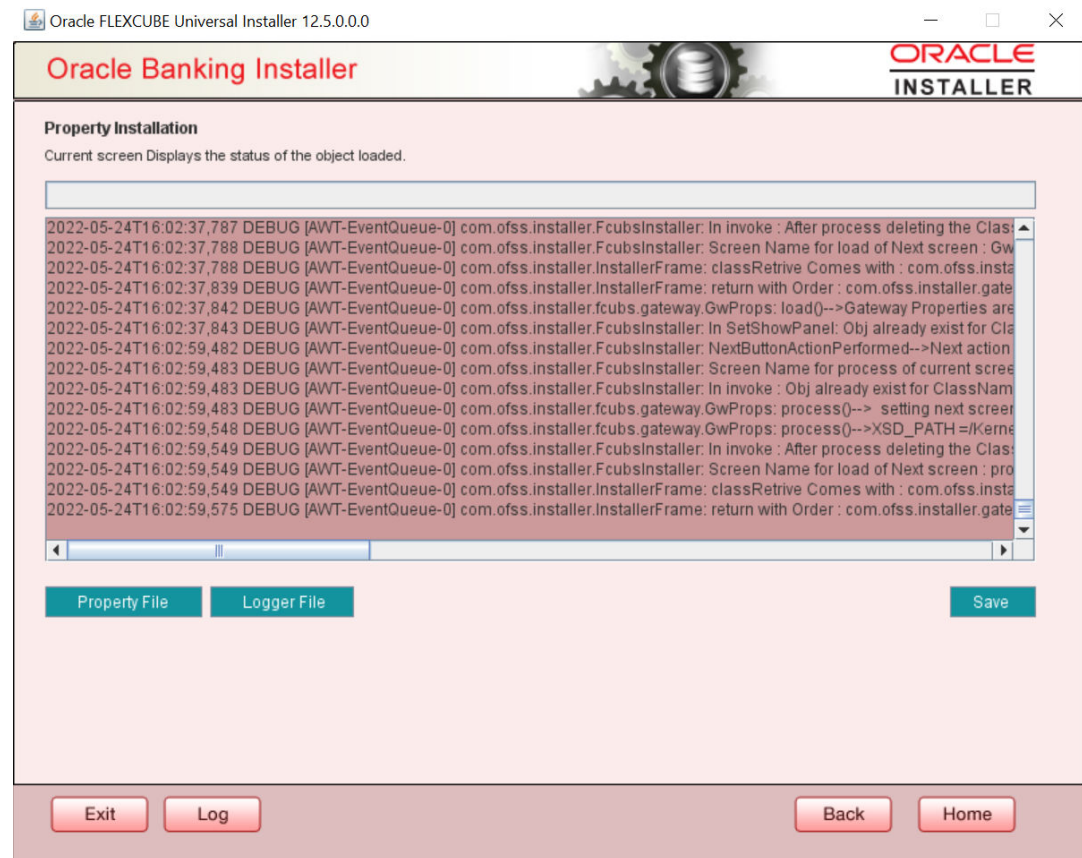 Oracle FLEXCUBE Universal Installer 12.5.0.0.0
Oracle Banking Installer
ORACLE
INSTALLER
Property Installation
Current screen Displays the status of the object loaded.
2022-05-24T16:02:37,787 DEBUG [AWT-EventQueue-0] com.ofss.installer.FcubsInstaller: In invoke : After process deleting the Clas
2022-05-24T16:02:37,788 DEBUG [AWT-EventQueue-0] com.ofss.installer.FcubsInstaller: Screen Name for load of Next screen : Gw
2022-05-24T16:02:37,788 DEBUG [AWT-EventQueue-0] com.ofss.installer.InstallerFrame: classRetrive Comes with : com.ofss.insta
2022-05-24T16:02:37,839 DEBUG [AWT-EventQueue-0] com.ofss.installer.InstallerFrame: return with Order : com.ofss.installer.gate
2022-05-24T16:02:37,842 DEBUG [AWT-EventQueue-0] com.ofss.installer.fcubs.gateway.GwProps: load()-->Gateway Properties are
2022-05-24T16:02:37,843 DEBUG [AWT-EventQueue-0] com.ofss.installer.FcubsInstaller: In SetShowPanel: Obj already exist for Cla
2022-05-24T16:02:59,482 DEBUG [AWT-EventQueue-0] com.ofss.installer.FcubsInstaller: NextButtonActionPerformed-->Next action
2022-05-24T16:02:59,483 DEBUG [AWT-EventQueue-0] com.ofss.installer.FcubsInstaller: Screen Name for process of current scree
2022-05-24T16:02:59,483 DEBUG [AWT-EventQueue-0] com.ofss.installer.FcubsInstaller: In invoke : Obj already exist for ClassNam
2022-05-24T16:02:59,483 DEBUG [AWT-EventQueue-0] com.ofss.installer.fcubs.gateway.GwProps: process()--> setting next screen
2022-05-24T16:02:59,548 DEBUG [AWT-EventQueue-0] com.ofss.installer.fcubs.gateway.GwProps: process()-->XSD_PATH =/Kerne
2022-05-24T16:02:59,549 DEBUG [AWT-EventQueue-0] com.ofss.installer.FcubsInstaller: In invoke : After process deleting the Clas
2022-05-24T16:02:59,549 DEBUG [AWT-EventQueue-0] com.ofss.installer.FcubsInstaller: Screen Name for load of Next screen : pro
2022-05-24T16:02:59,549 DEBUG [AWT-EventQueue-0] com.ofss.installer.InstallerFrame: classRetrive Comes with : com.ofss.insta
2022-05-24T16:02:59,575 DEBUG [AWT-EventQueue-0] com.ofss.installer.InstallerFrame: return with Order : com.ofss.installer.gate
Property File Logger File Save
Exit Log Back Home